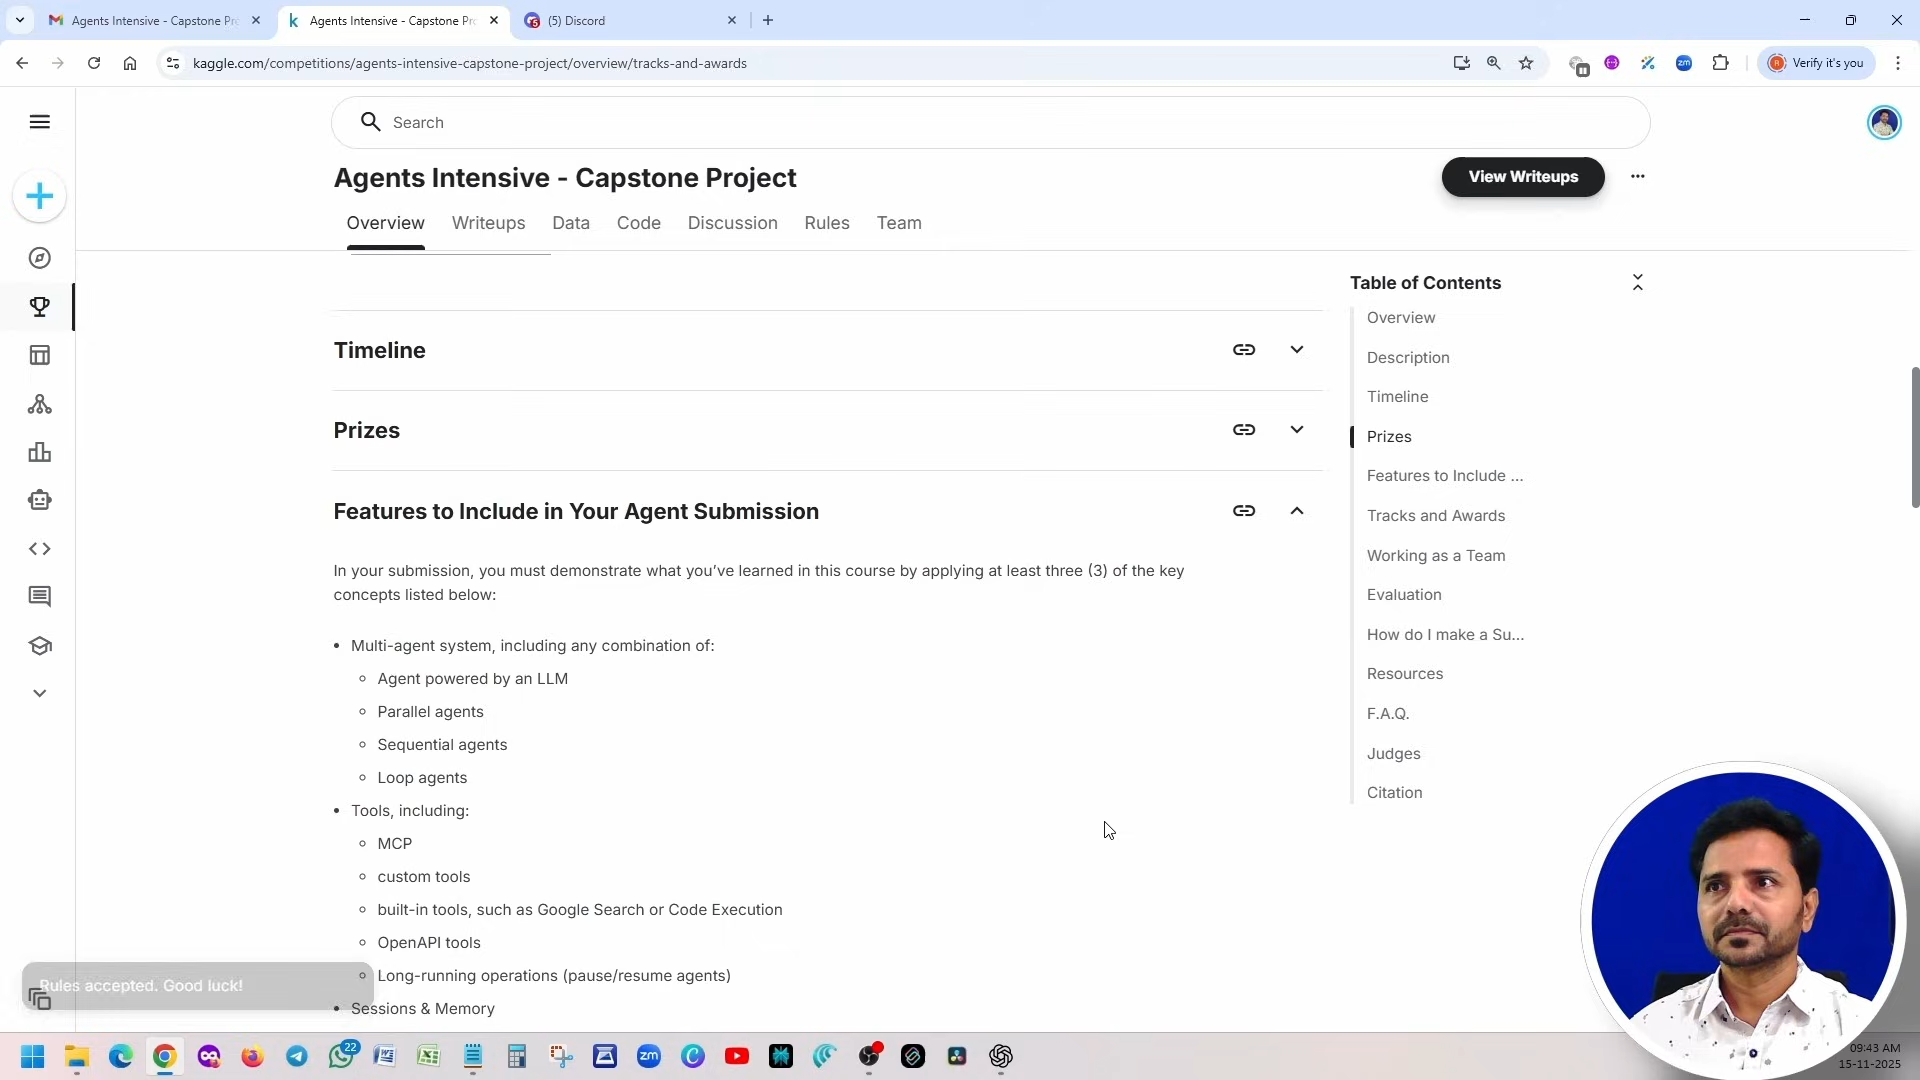 Agents Intensive - Capstone Pr
Agents Intensive - Capstone Pr
(5) Discord
kaggle.com/competitions/agents-intensive-capstone-project/overview/tracks-and-awards
Verify it's you
Search
Agents Intensive - Capstone Project
View Writeups
Overview Writeups Data Code Discussion Rules Team
Timeline
Prizes
Features to Include in Your Agent Submission
In your submission, you must demonstrate what you've learned in this course by applying at least three (3) of the key
concepts listed below:
• Multi-agent system, including any combination of:
Agent powered by an LLM
Parallel agents
Sequential agents
Loop agents
• Tools, including:
MCP
custom tools
built-in tools, such as Google Search or Code Execution
OpenAPI tools
Long-running operations (pause/resume agents)
• Sessions & Memory
Table of Contents
Overview
Description
Timeline
Prizes
Features to Include ...
Tracks and Awards
Working as a Team
Evaluation
How do I make a Su...
Resources
F.A.Q.
Judges
Citation
Rules accepted. Good luck!
22
zm
09:43 AM
15-11-2025